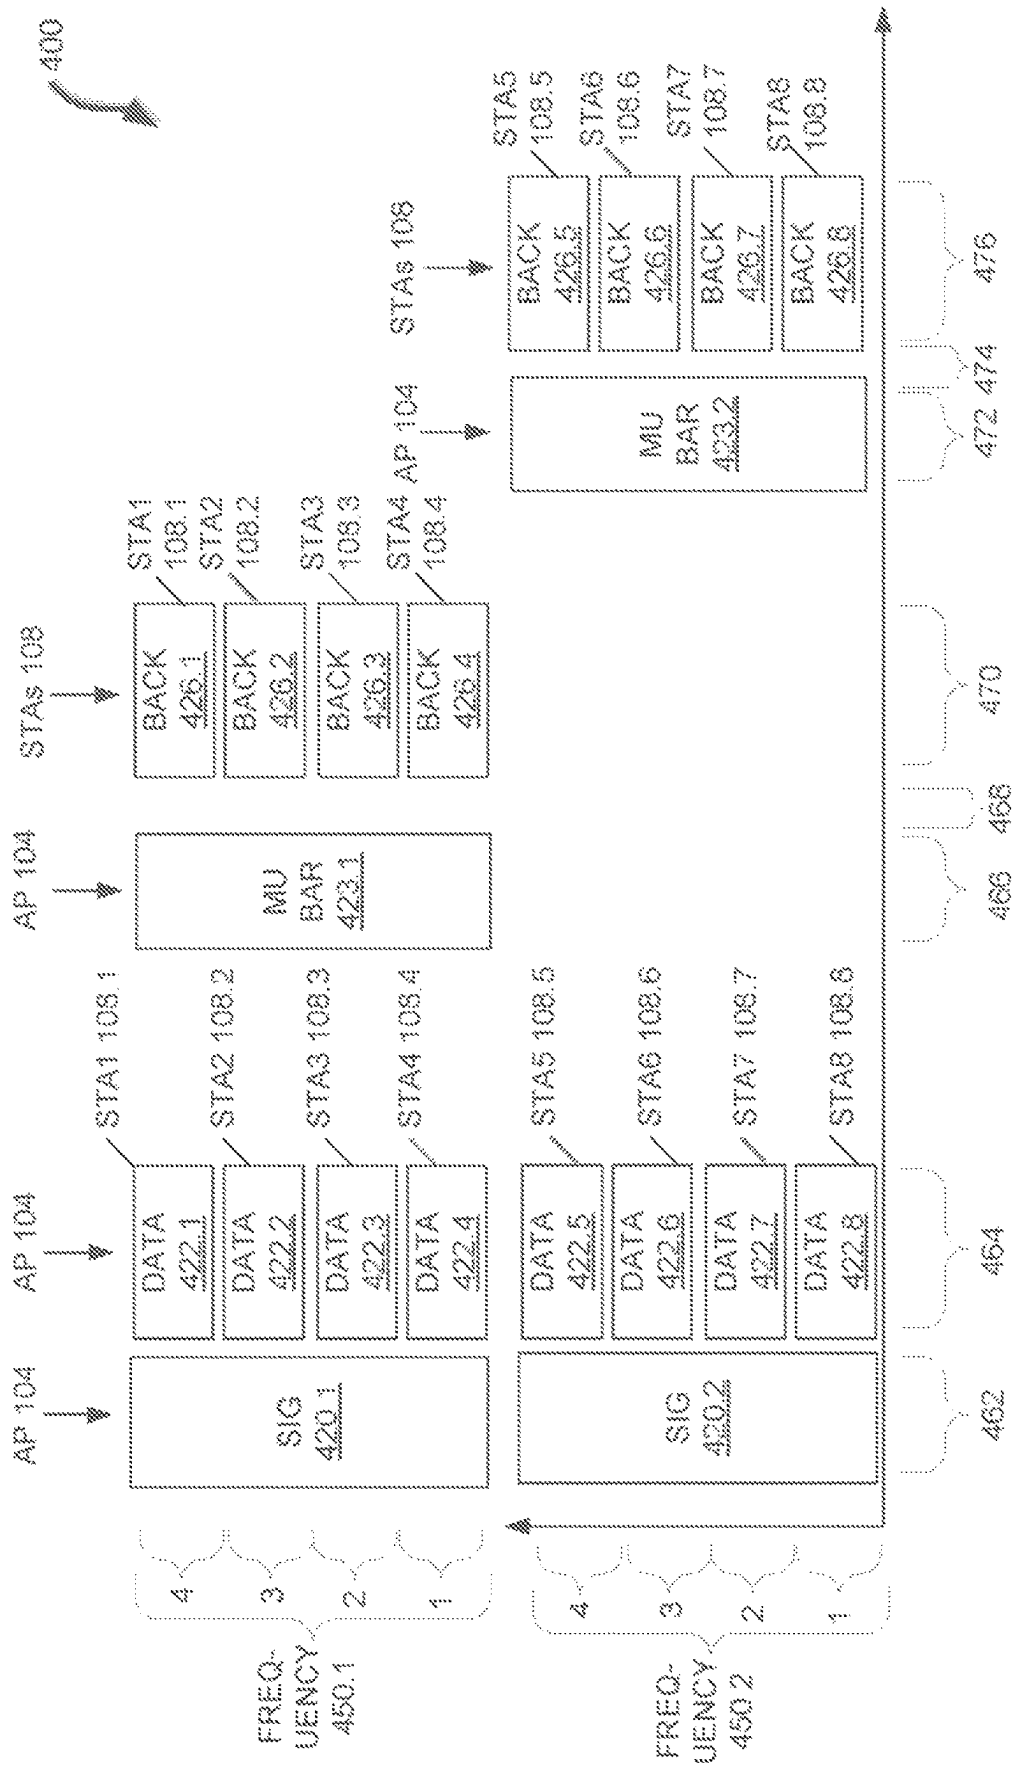 400
AP 104
AP 104
AP 104
STAs 108
AP 104
STAs 108
FREQ-
UENCY
450.1
4
3
2
1
SIG
420.1
DATA
422.1
STA1 108.1
DATA
422.2
STA2 108.2
DATA
422.3
STA3 108.3
DATA
422.4
STA4 108.4
MU
BAR
423.1
BACK
426.1
STA1
108.1
BACK
426.2
STA2
108.2
BACK
426.3
STA3
108.3
BACK
426.4
STA4
108.4
FREQ-
UENCY
450.2
4
3
2
1
SIG
420.2
DATA
422.5
STA5 108.5
DATA
422.6
STA6 108.6
DATA
422.7
STA7 108.7
DATA
422.8
STA8 108.8
MU
BAR
423.2
BACK
426.5
STA5
108.5
BACK
426.6
STA6
108.6
BACK
426.7
STA7
108.7
BACK
426.8
STA8
108.8
462
464
466
468
470
472
474
476